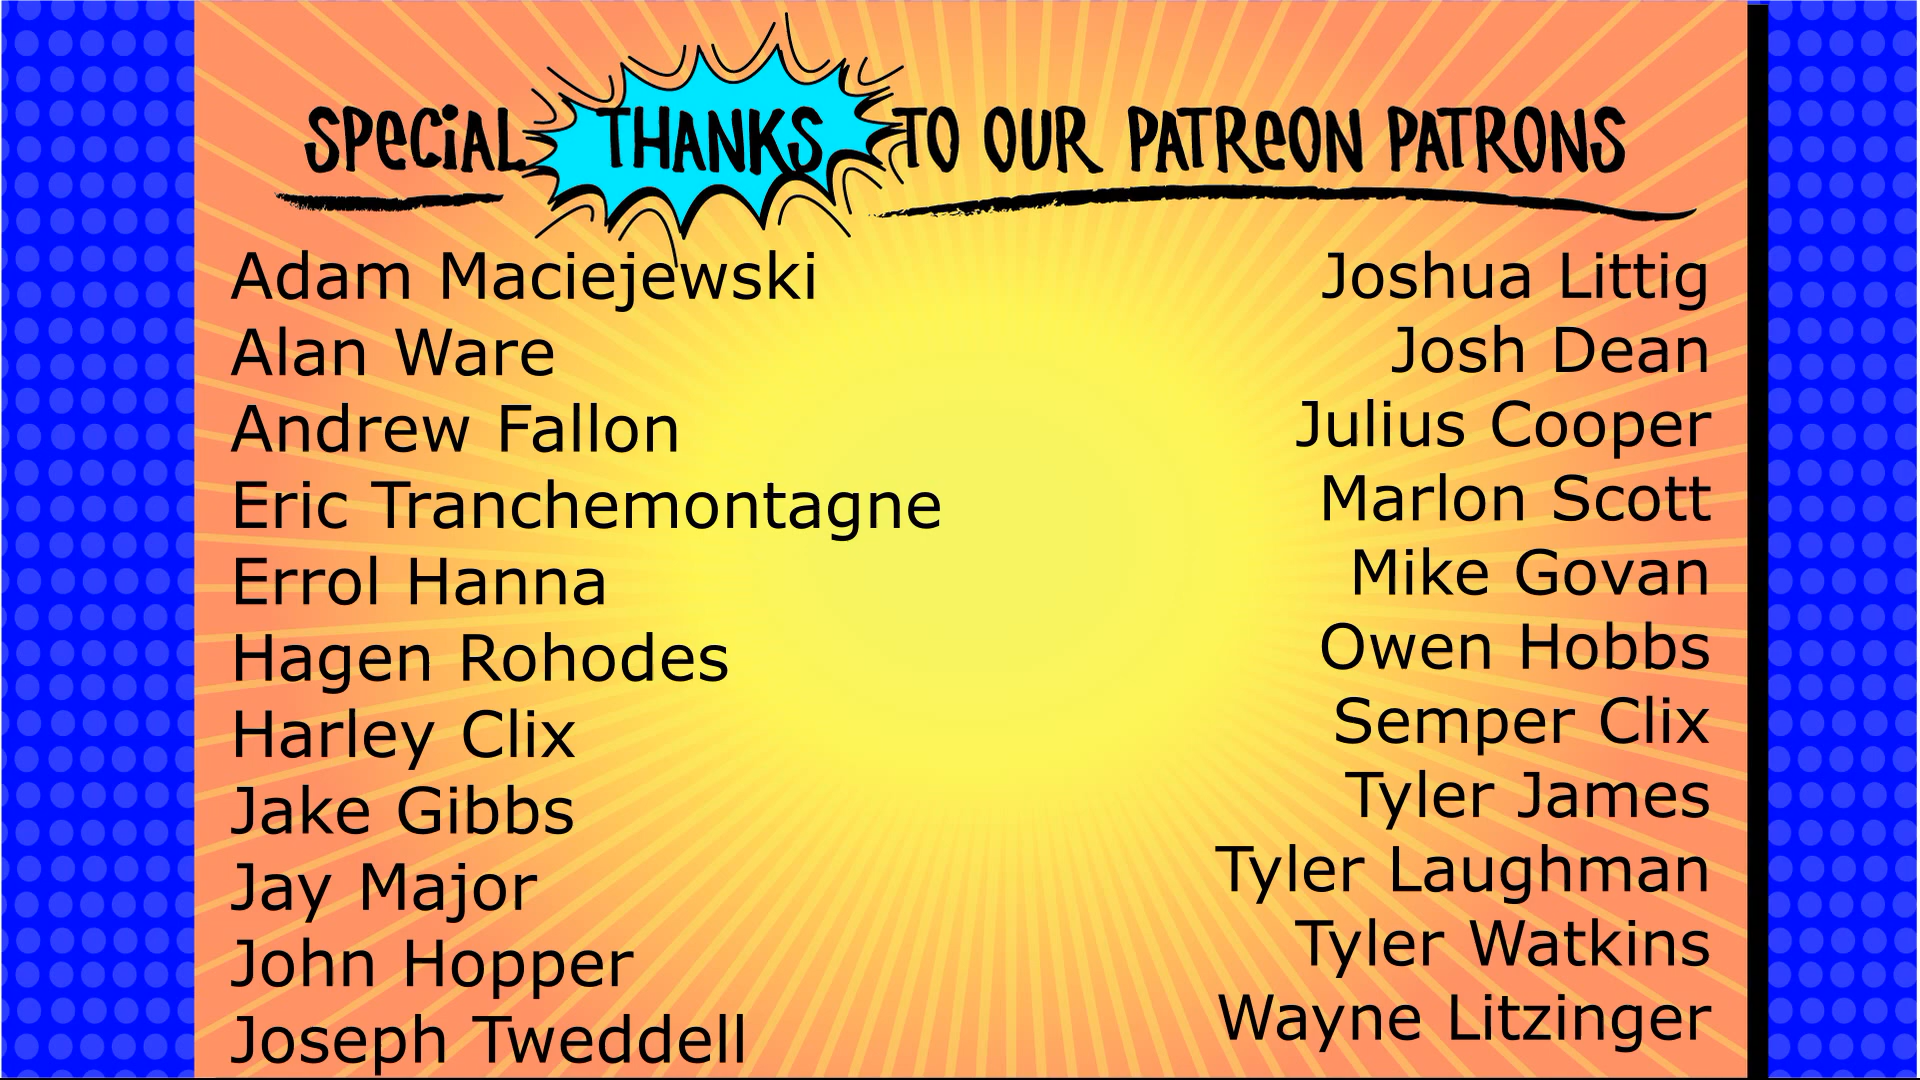 SPECiAL THANKS TO OUR PATReON PATRONS
Adam Maciejewski
Alan Ware
Andrew Fallon
Eric Tranchemontagne
Errol Hanna
Hagen Rohodes
Harley Clix
Jake Gibbs
Jay Major
John Hopper
Joseph Tweddell
Joshua Littig
Josh Dean
Julius Cooper
Marlon Scott
Mike Govan
Owen Hobbs
Semper Clix
Tyler James
Tyler Laughman
Tyler Watkins
Wayne Litzinger